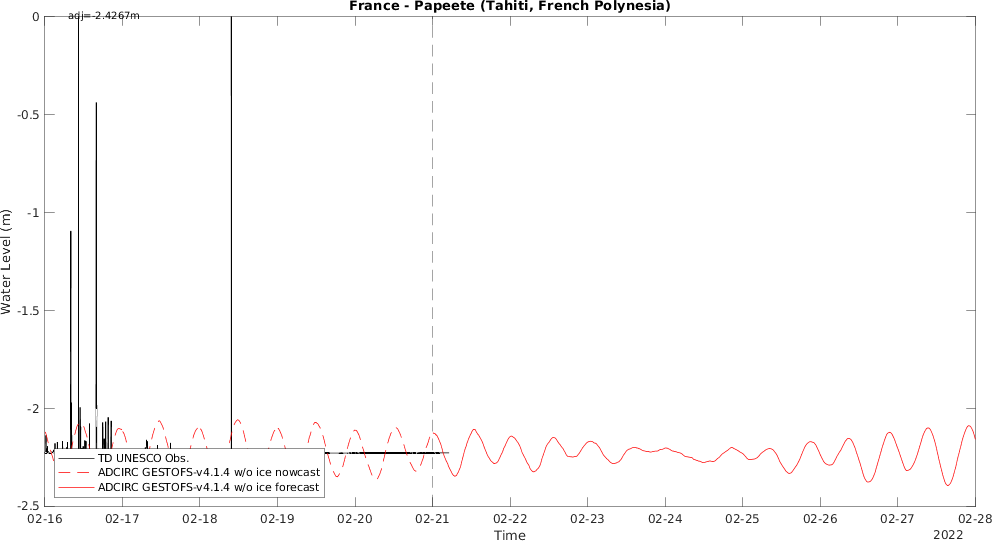 France - Papeete (Tahiti, French Polynesia)
adj=-2.4267m
0
-0.5
-1
-1.5
-2
-2.5
Water Level (m)
TD UNESCO Obs.
ADCIRC GESTOFS-v4.1.4 w/o ice nowcast
ADCIRC GESTOFS-v4.1.4 w/o ice forecast
02-16 02-17 02-18 02-19 02-20 02-21 02-22 02-23 02-24 02-25 02-26 02-27 02-28
Time
2022